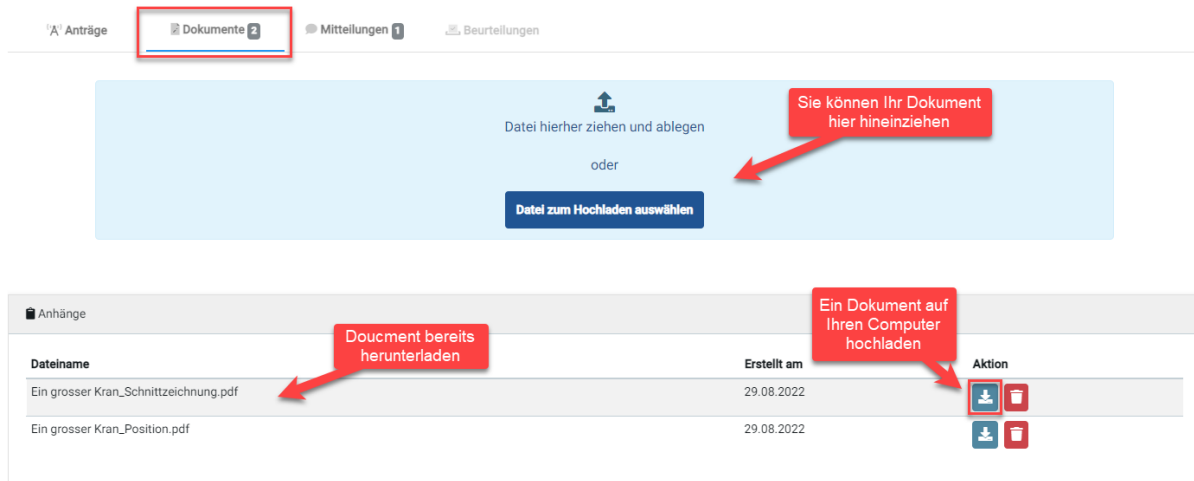 Anträge
Dokumente 2
Mitteilungen 1
Beurteilungen
Datei hierher ziehen und ablegen
oder
Datei zum Hochladen auswählen
Sie können Ihr Dokument
hier hineinziehen
Anhänge
Doucment bereits
herunterladen
Ein Dokument auf
Ihren Computer
hochladen
Dateiname
Erstellt am
Aktion
Ein grosser Kran_Schnittzeichnung.pdf
29.08.2022
Ein grosser Kran_Position.pdf
29.08.2022